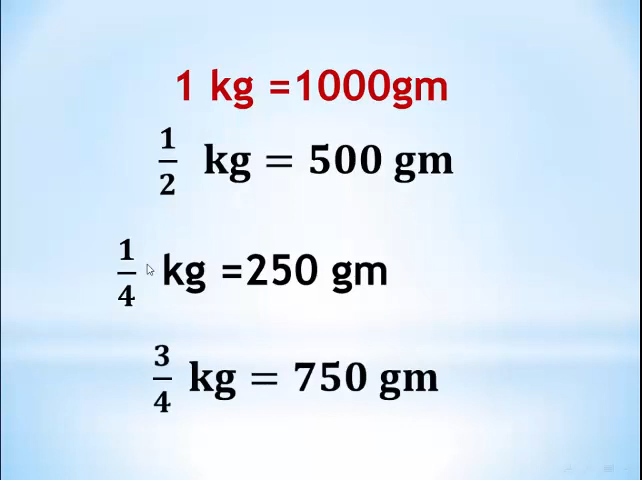 1 kg =1000gm
1/2 kg = 500 gm
1/4 kg =250 gm
3/4 kg = 750 gm